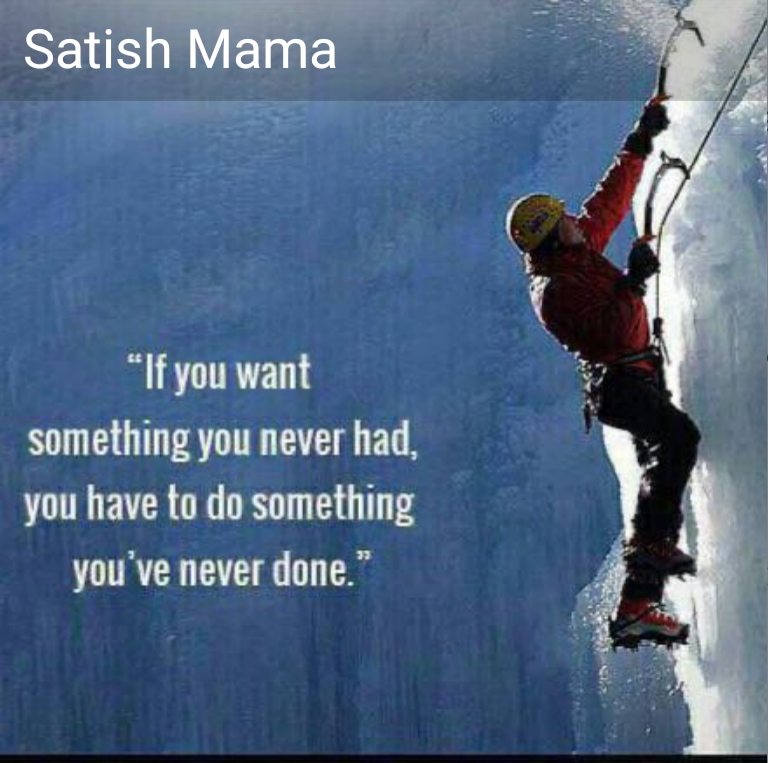 Satish Mama
“If you want
something you never had,
you have to do something
you’ve never done.”